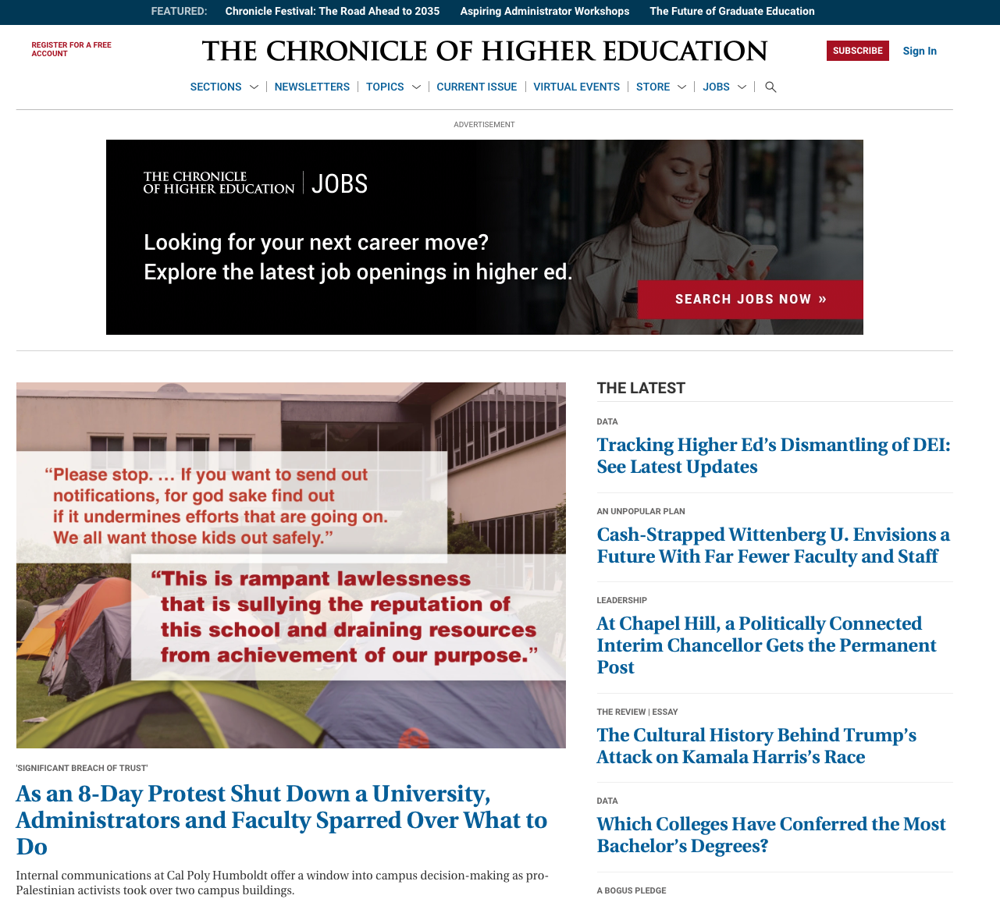 FEATURED: Chronicle Festival: The Road Ahead to 2035 Aspiring Administrator Workshops The Future of Graduate Education
REGISTER FOR A FREE
ACCOUNT
THE CHRONICLE OF HIGHER EDUCATION
SUBSCRIBE Sign In
SECTIONS NEWSLETTERS TOPICS CURRENT ISSUE VIRTUAL EVENTS STORE JOBS
ADVERTISEMENT
THE CHRONICLE
OF HIGHER EDUCATION JOBS
Looking for your next career move?
Explore the latest job openings in higher ed.
SEARCH JOBS NOW »
“Please stop. … If you want to send out
notifications, for god sake find out
if it undermines efforts that are going on.
We all want those kids out safely.”
“This is rampant lawlessness
that is sullying the reputation of
this school and draining resources
from achievement of our purpose.”
'SIGNIFICANT BREACH OF TRUST'
As an 8-Day Protest Shut Down a University,
Administrators and Faculty Sparred Over What to
Do
Internal communications at Cal Poly Humboldt offer a window into campus decision-making as pro-
Palestinian activists took over two campus buildings.
THE LATEST
DATA
Tracking Higher Ed’s Dismantling of DEI:
See Latest Updates
AN UNPOPULAR PLAN
Cash-Strapped Wittenberg U. Envisions a
Future With Far Fewer Faculty and Staff
LEADERSHIP
At Chapel Hill, a Politically Connected
Interim Chancellor Gets the Permanent
Post
THE REVIEW | ESSAY
The Cultural History Behind Trump’s
Attack on Kamala Harris’s Race
DATA
Which Colleges Have Conferred the Most
Bachelor’s Degrees?
A BOGUS PLEDGE